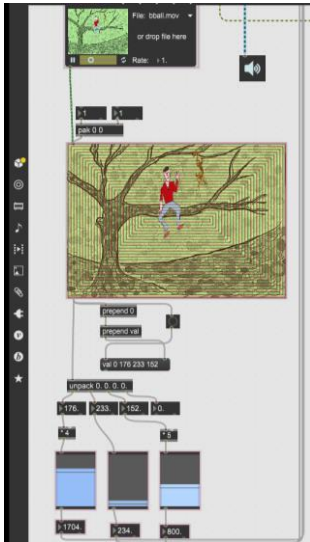 File: bball.mov
or drop file here
Rate: 1.
1 1
pak 0 0
prepend 0
prepend val
val 0 176 233 152
unpack 0. 0. 0. 0.
176. 233. 152. 0.
* 4 * 5
1704. 234. 800.